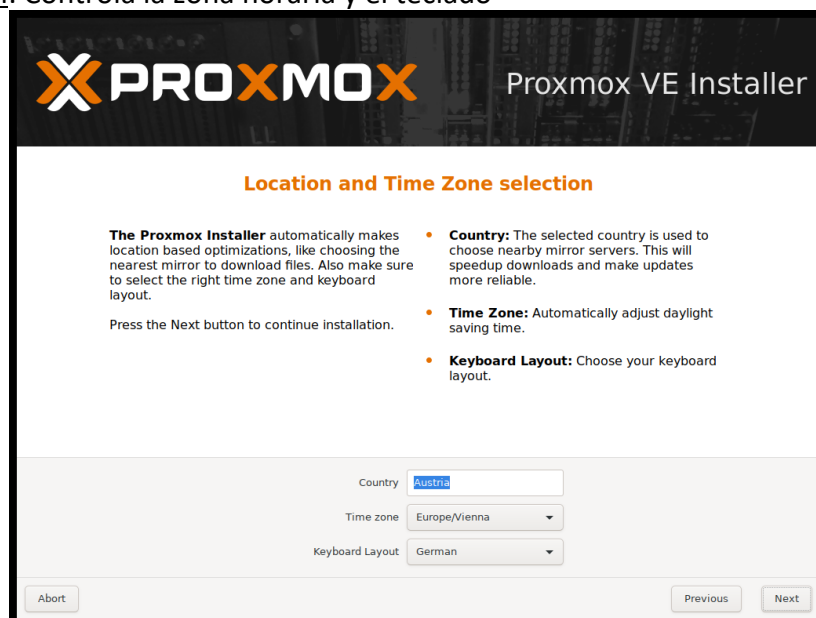 : Controla la zona horaria y el teclado
PROXMOX
Proxmox VE Installer
Location and Time Zone selection
The Proxmox Installer automatically makes
location based optimizations, like choosing the
nearest mirror to download files. Also make sure
to select the right time zone and keyboard
layout.
Press the Next button to continue installation.
• Country: The selected country is used to
choose nearby mirror servers. This will
speedup downloads and make updates
more reliable.
• Time Zone: Automatically adjust daylight
saving time.
• Keyboard Layout: Choose your keyboard
layout.
Country Austria
Time zone Europe/Vienna
Keyboard Layout German
Abort
Previous
Next